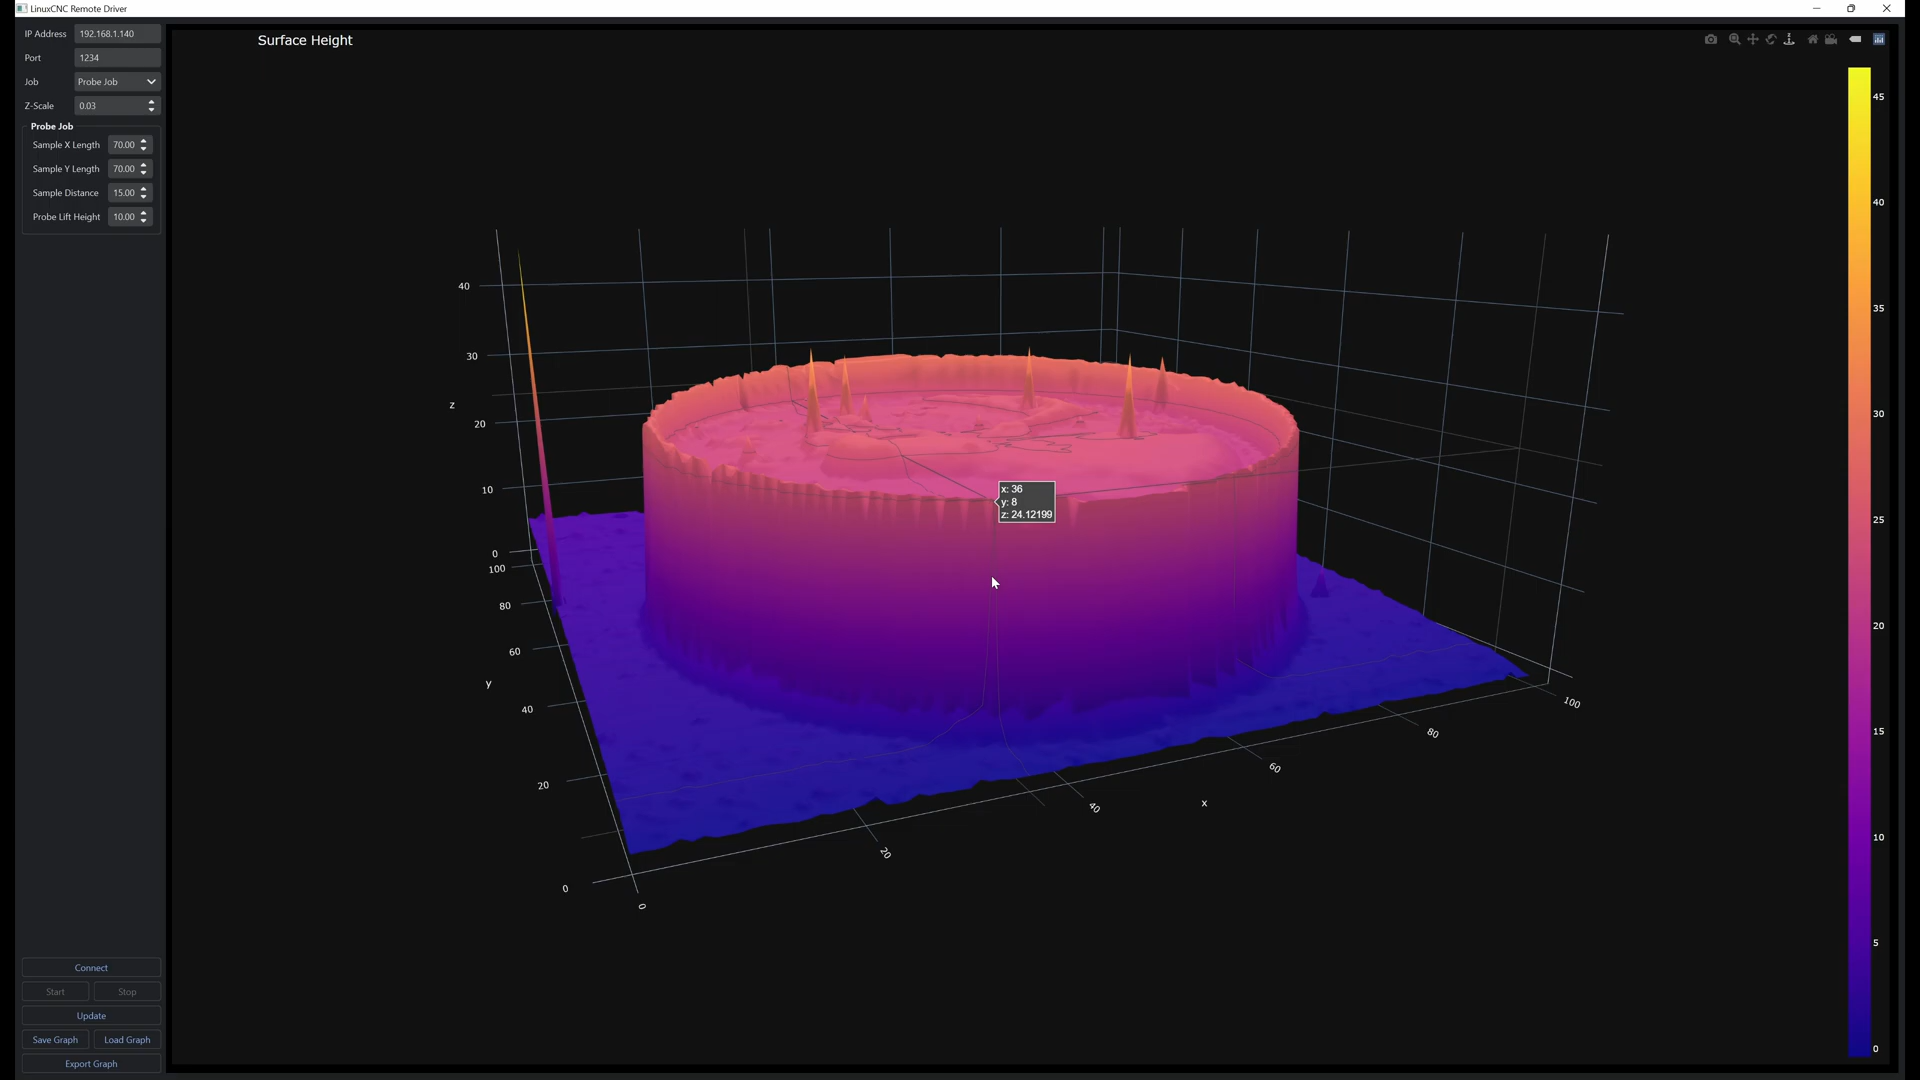 LinuxCNC Remote Driver
IP Address 192.168.1.140
Port 1234
Job Probe Job
Z-Scale 0.03
Probe Job
Sample X Length 70.00
Sample Y Length 70.00
Sample Distance 15.00
Probe Lift Height 10.00
Connect
Start Stop
Update
Save Graph Load Graph
Export Graph
Surface Height
z
40
30
20
10
0
100
80
60
y
40
20
0
0
20
40
x
60
80
100
x: 36
y: 8
z: 24.12199
45
40
35
30
25
20
15
10
5
0